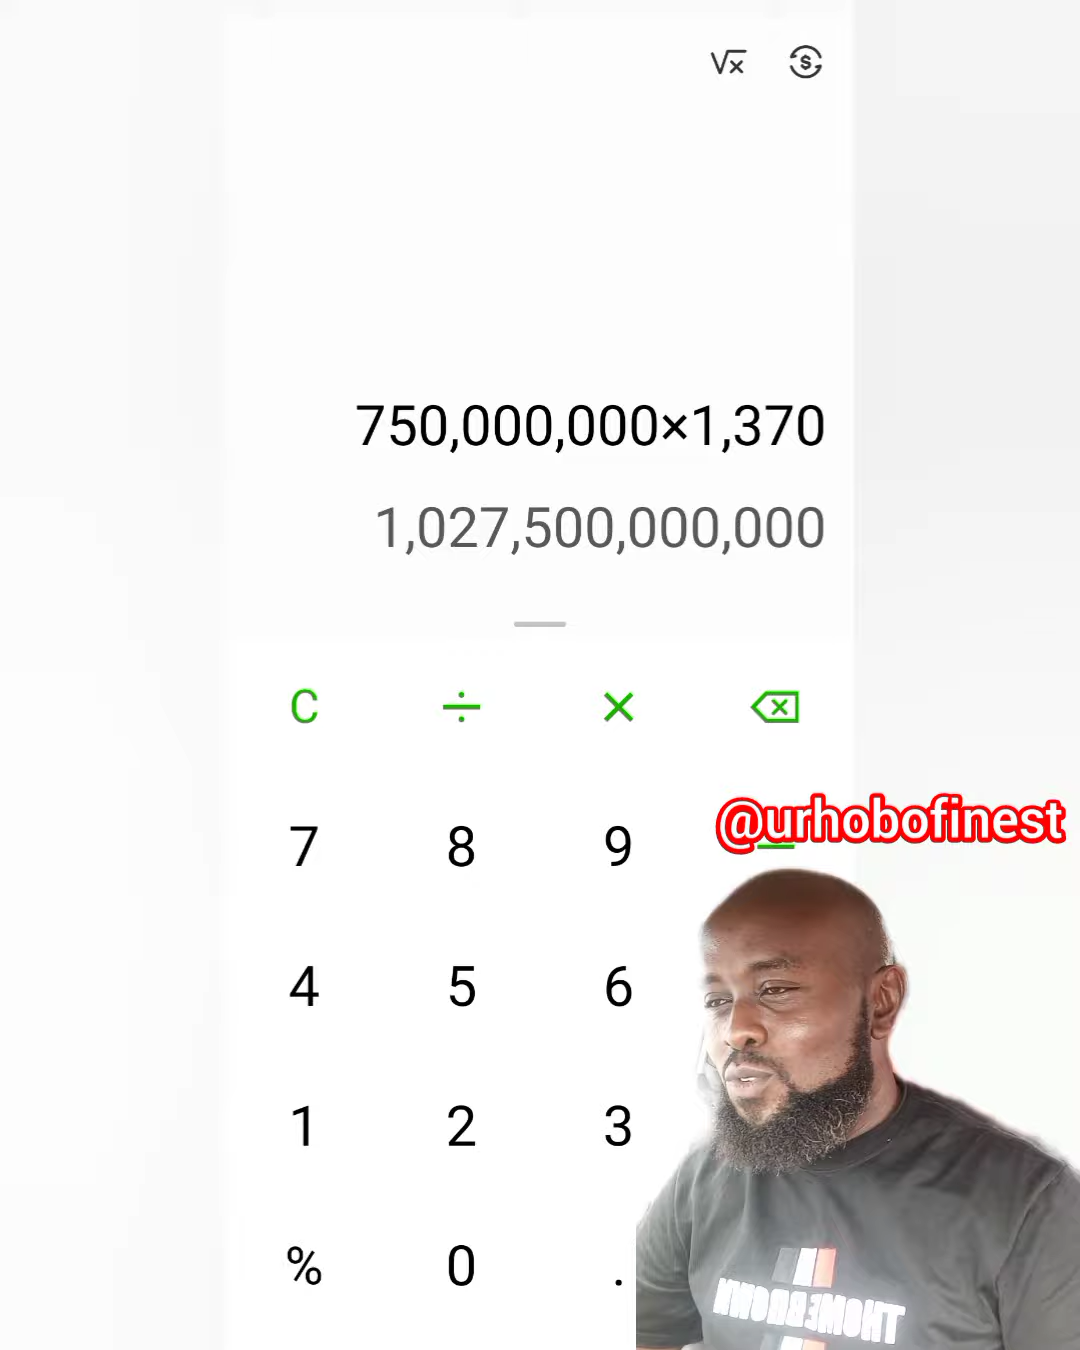 √x $
750,000,000×1,370
1,027,500,000,000
C ÷ ×
7 8 9
@urhobofinest
4 5 6
1 2 3
% 0 .
THOMEBROWN